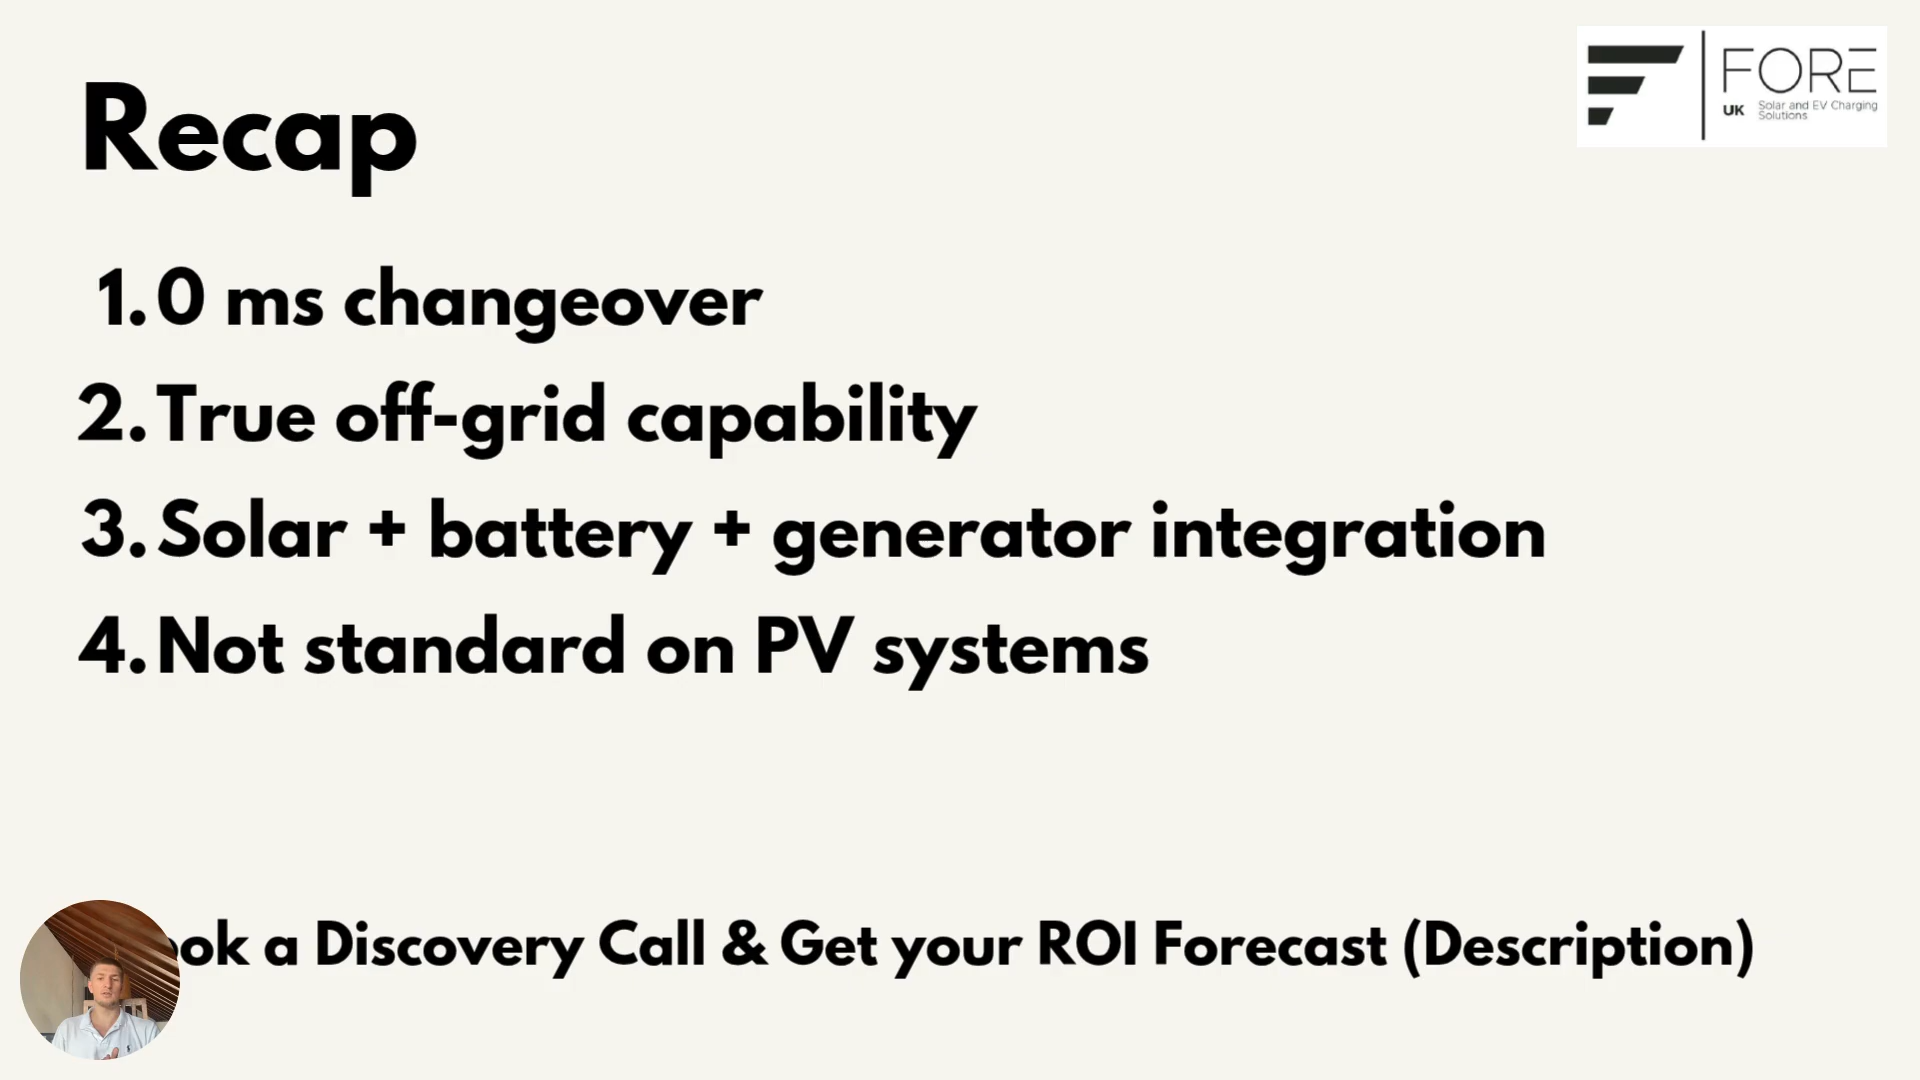 Recap
FORE
UK Solar and EV Charging
Solutions
1. 0 ms changeover
2. True off-grid capability
3. Solar + battery + generator integration
4. Not standard on PV systems
ook a Discovery Call & Get your ROI Forecast (Description)